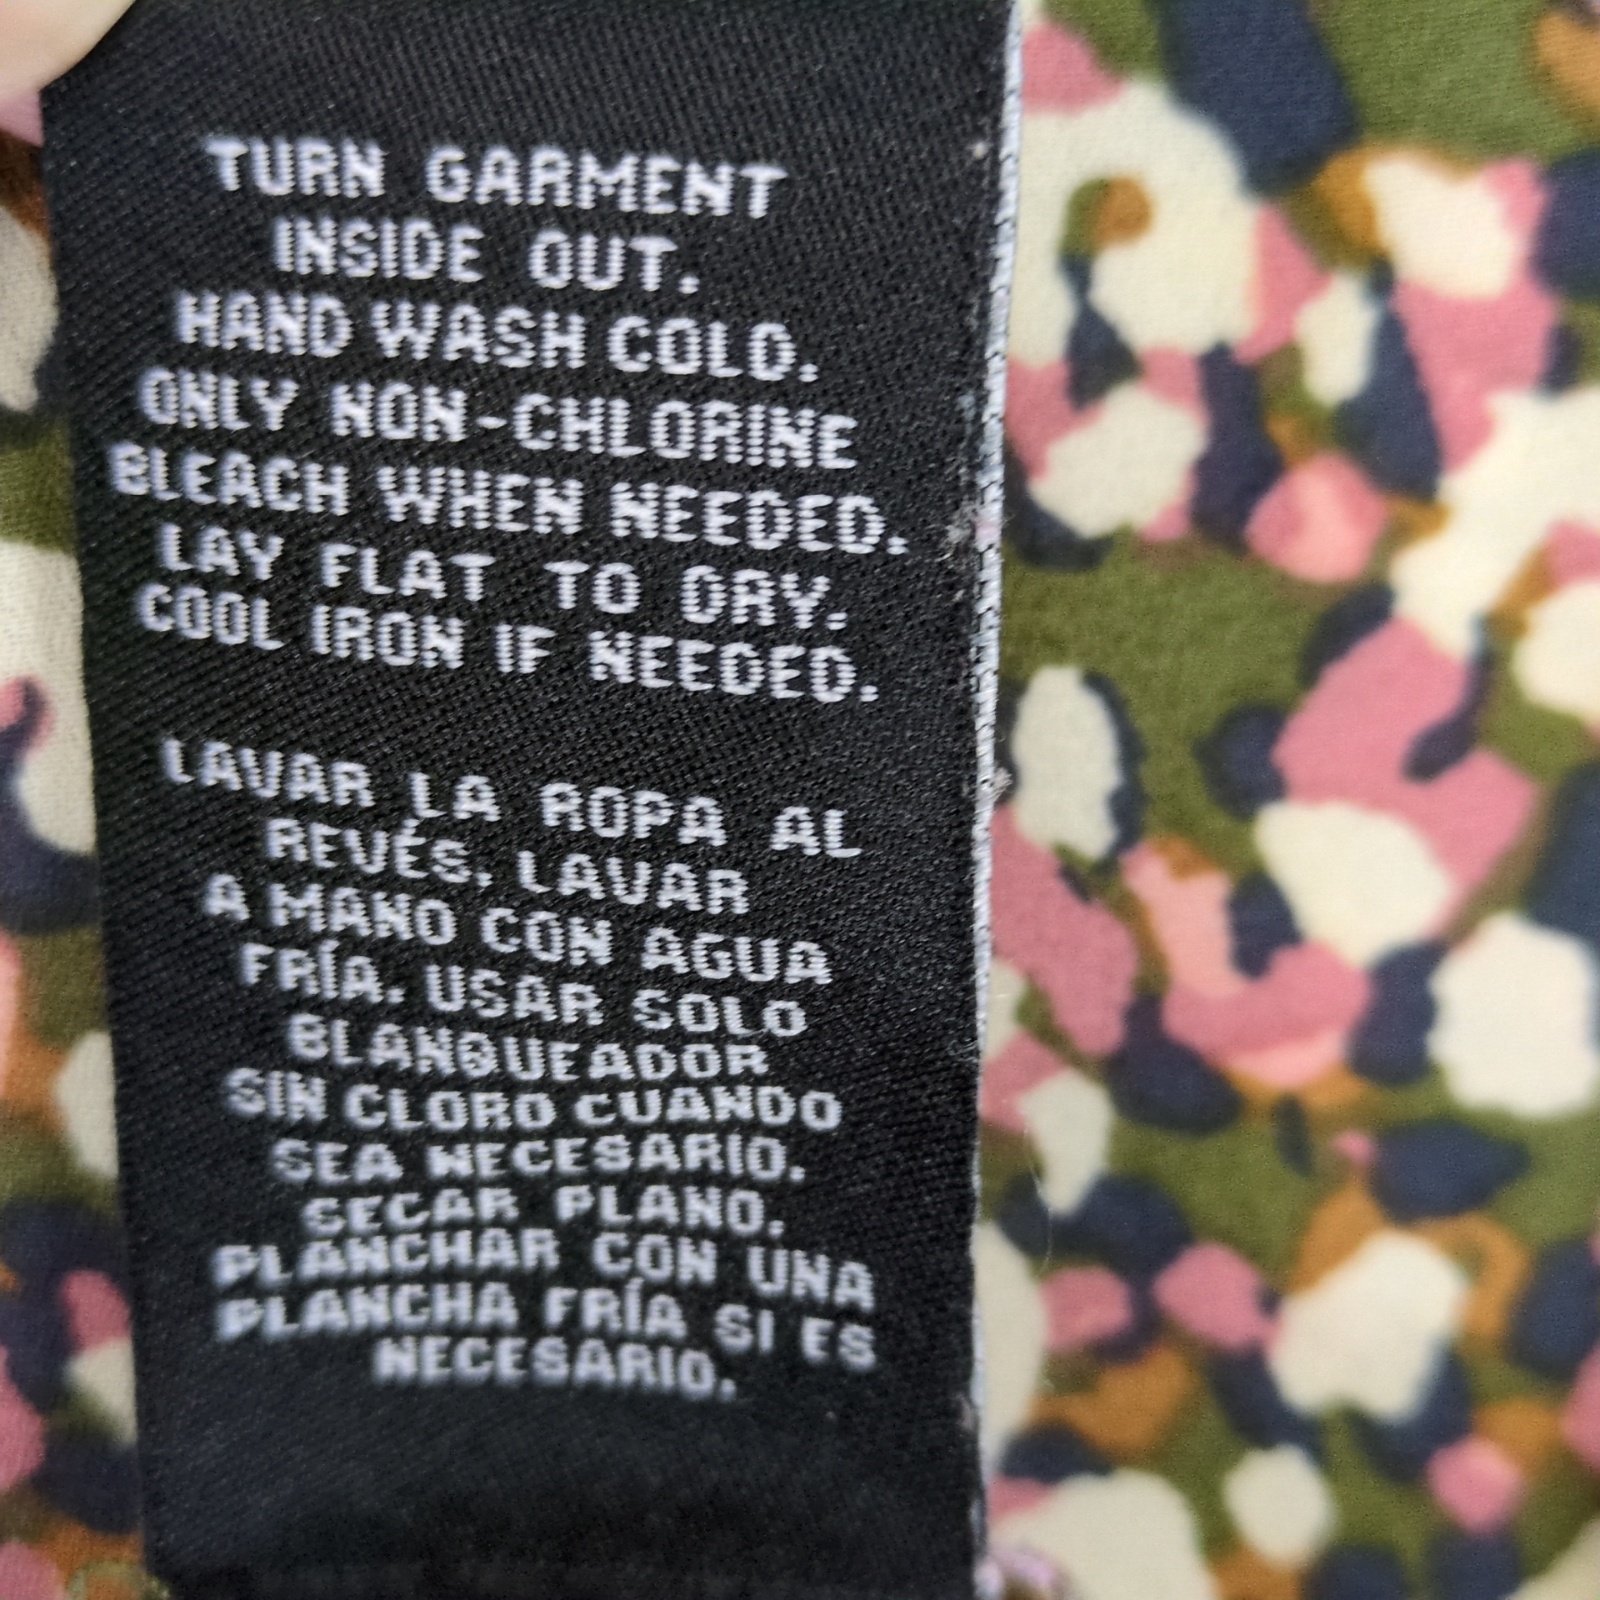 TURN GARMENT
INSIDE OUT.
HAND WASH COLD.
ONLY NON-CHLORINE
BLEACH WHEN NEEDED.
LAY FLAT TO DRY.
COOL IRON IF NEEDED.
LAVAR LA ROPA AL
REVÉS. LAVAR
A MANO CON AGUA
FRÍA. USAR SOLO
BLANQUEADOR
SIN CLORO CUANDO
SEA NECESARIO.
SECAR PLANO.
PLANCHAR CON UNA
PLANCHA FRÍA SI ES
NECESARIO.